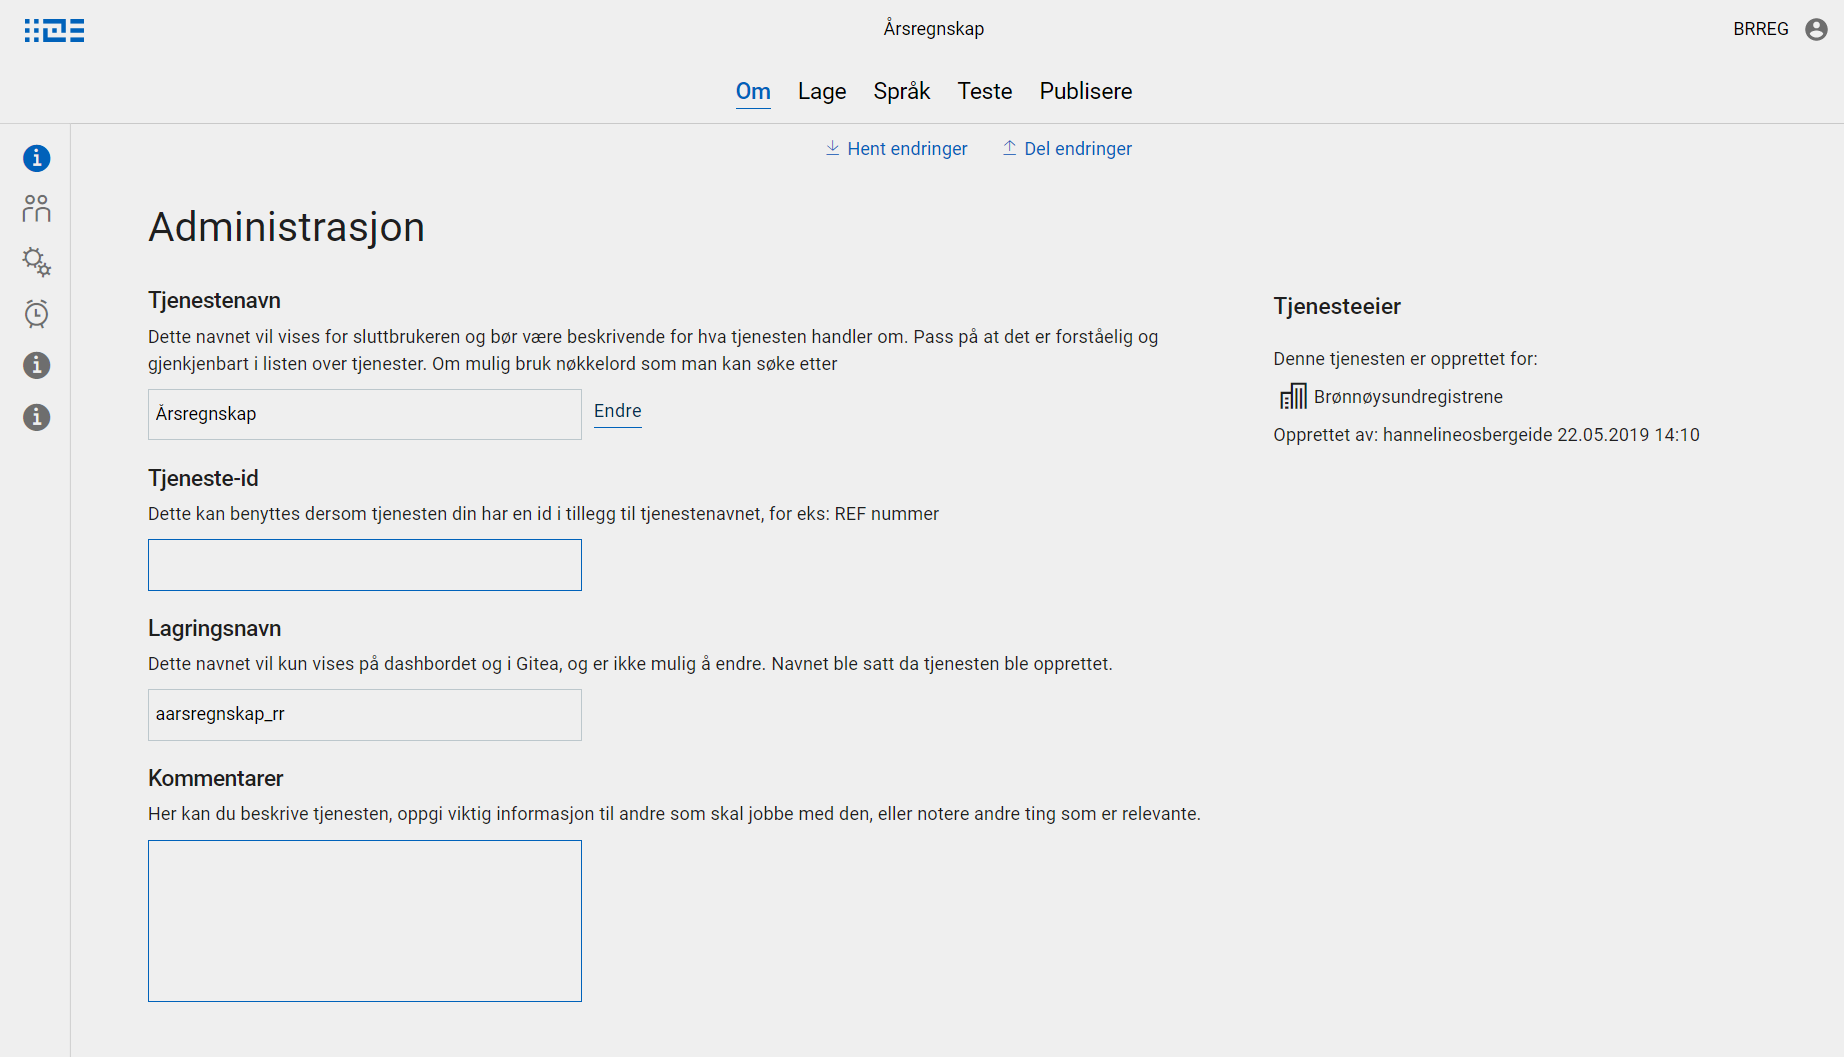 Årsregnskap
BRREG
Om Lage Språk Teste Publisere
Hent endringer Del endringer
Administrasjon
Tjenestenavn
Dette navnet vil vises for sluttbrukeren og bør være beskrivende for hva tjenesten handler om. Pass på at det er forståelig og
gjenkjenbart i listen over tjenester. Om mulig bruk nøkkelord som man kan søke etter
Årsregnskap
Endre
Tjeneste-id
Dette kan benyttes dersom tjenesten din har en id i tillegg til tjenestenavnet, for eks: REF nummer
Lagringsnavn
Dette navnet vil kun vises på dashbordet og i Gitea, og er ikke mulig å endre. Navnet ble satt da tjenesten ble opprettet.
aarsregnskap_rr
Kommentarer
Her kan du beskrive tjenesten, oppgi viktig informasjon til andre som skal jobbe med den, eller notere andre ting som er relevante.
Tjenesteeier
Denne tjenesten er opprettet for:
Brønnøysundregistrene
Opprettet av: hannelineosbergeide 22.05.2019 14:10